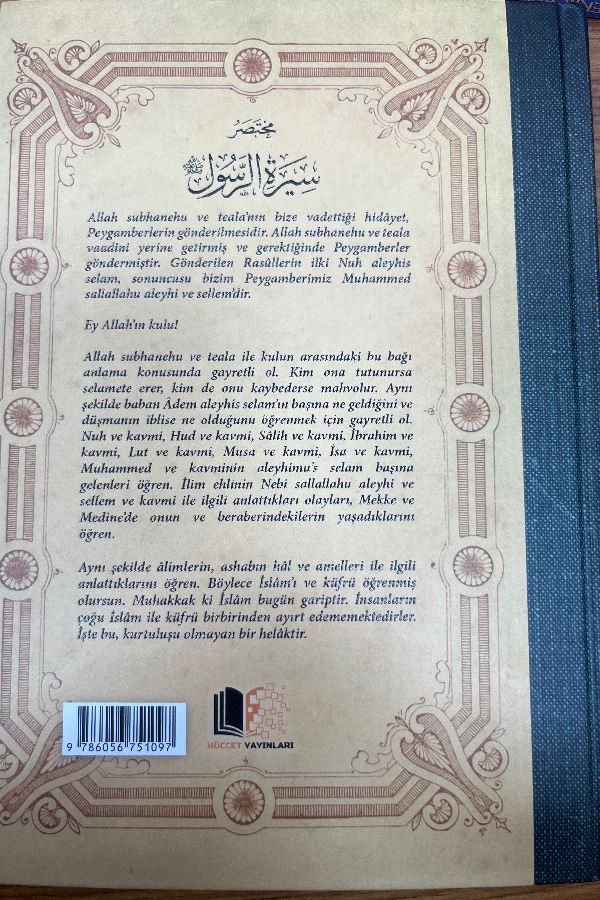 مختصر
سيرة الرسول ﷺ
Allah subhanehu ve teala'nın bize vadettiği hidâyet,
Peygamberlerin gönderilmesidir. Allah subhanehu ve teala
vaadini yerine getirmiş ve gerektiğinde Peygamberler
göndermiştir. Gönderilen Rasûllerin ilki Nuh aleyhis
selam, sonuncusu bizim Peygamberimiz Muhammed
sallallahu aleyhi ve sellem'dir.
Ey Allah'ın kulu!
Allah subhanehu ve teala ile kulun arasındaki bu bağı
anlama konusunda gayretli ol. Kim ona tutunursa
selamete erer, kim de onu kaybederse mahvolur. Aynı
şekilde baban Âdem aleyhis selam'ın başına ne geldiğini ve
düşmanın iblise ne olduğunu öğrenmek için gayretli ol.
Nuh ve kavmi, Hud ve kavmi, Sâlih ve kavmi, İbrahim ve
kavmi, Lut ve kavmi, Musa ve kavmi, İsa ve kavmi,
Muhammed ve kavminin aleyhimu's selam başına
gelenleri öğren. İlim ehlinin Nebi sallallahu aleyhi ve
sellem ve kavmi ile ilgili anlattıkları olayları, Mekke ve
Medine'de onun ve beraberindekilerin yaşadıklarını
öğren.
Aynı şekilde âlimlerin, ashabın hâl ve amelleri ile ilgili
anlattıklarını öğren. Böylece İslâm'ı ve küfrü öğrenmiş
olursun. Muhakkak ki İslâm bugün gariptir. İnsanların
çoğu İslâm ile küfrü birbirinden ayırt edememektedirler.
İşte bu, kurtuluşu olmayan bir helâktir.
9 786056 751097
HÜCCET YAYINLARI